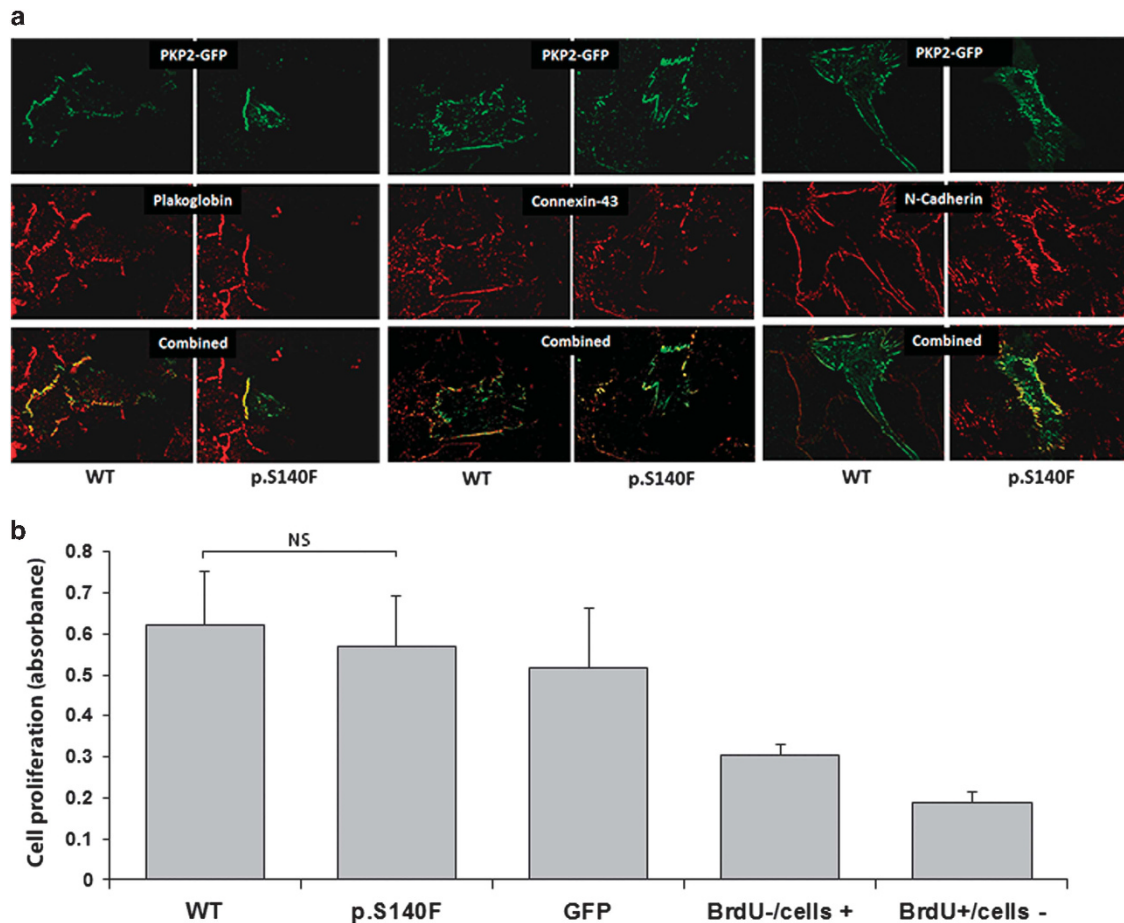 a
PKP2-GFP PKP2-GFP PKP2-GFP
Plakoglobin Connexin-43 N-Cadherin
Combined Combined Combined
WT p.S140F WT p.S140F WT p.S140F
b
NS
Cell proliferation (absorbance)
0.8
0.7
0.6
0.5
0.4
0.3
0.2
0.1
0
WT p.S140F GFP BrdU-/cells + BrdU+/cells -